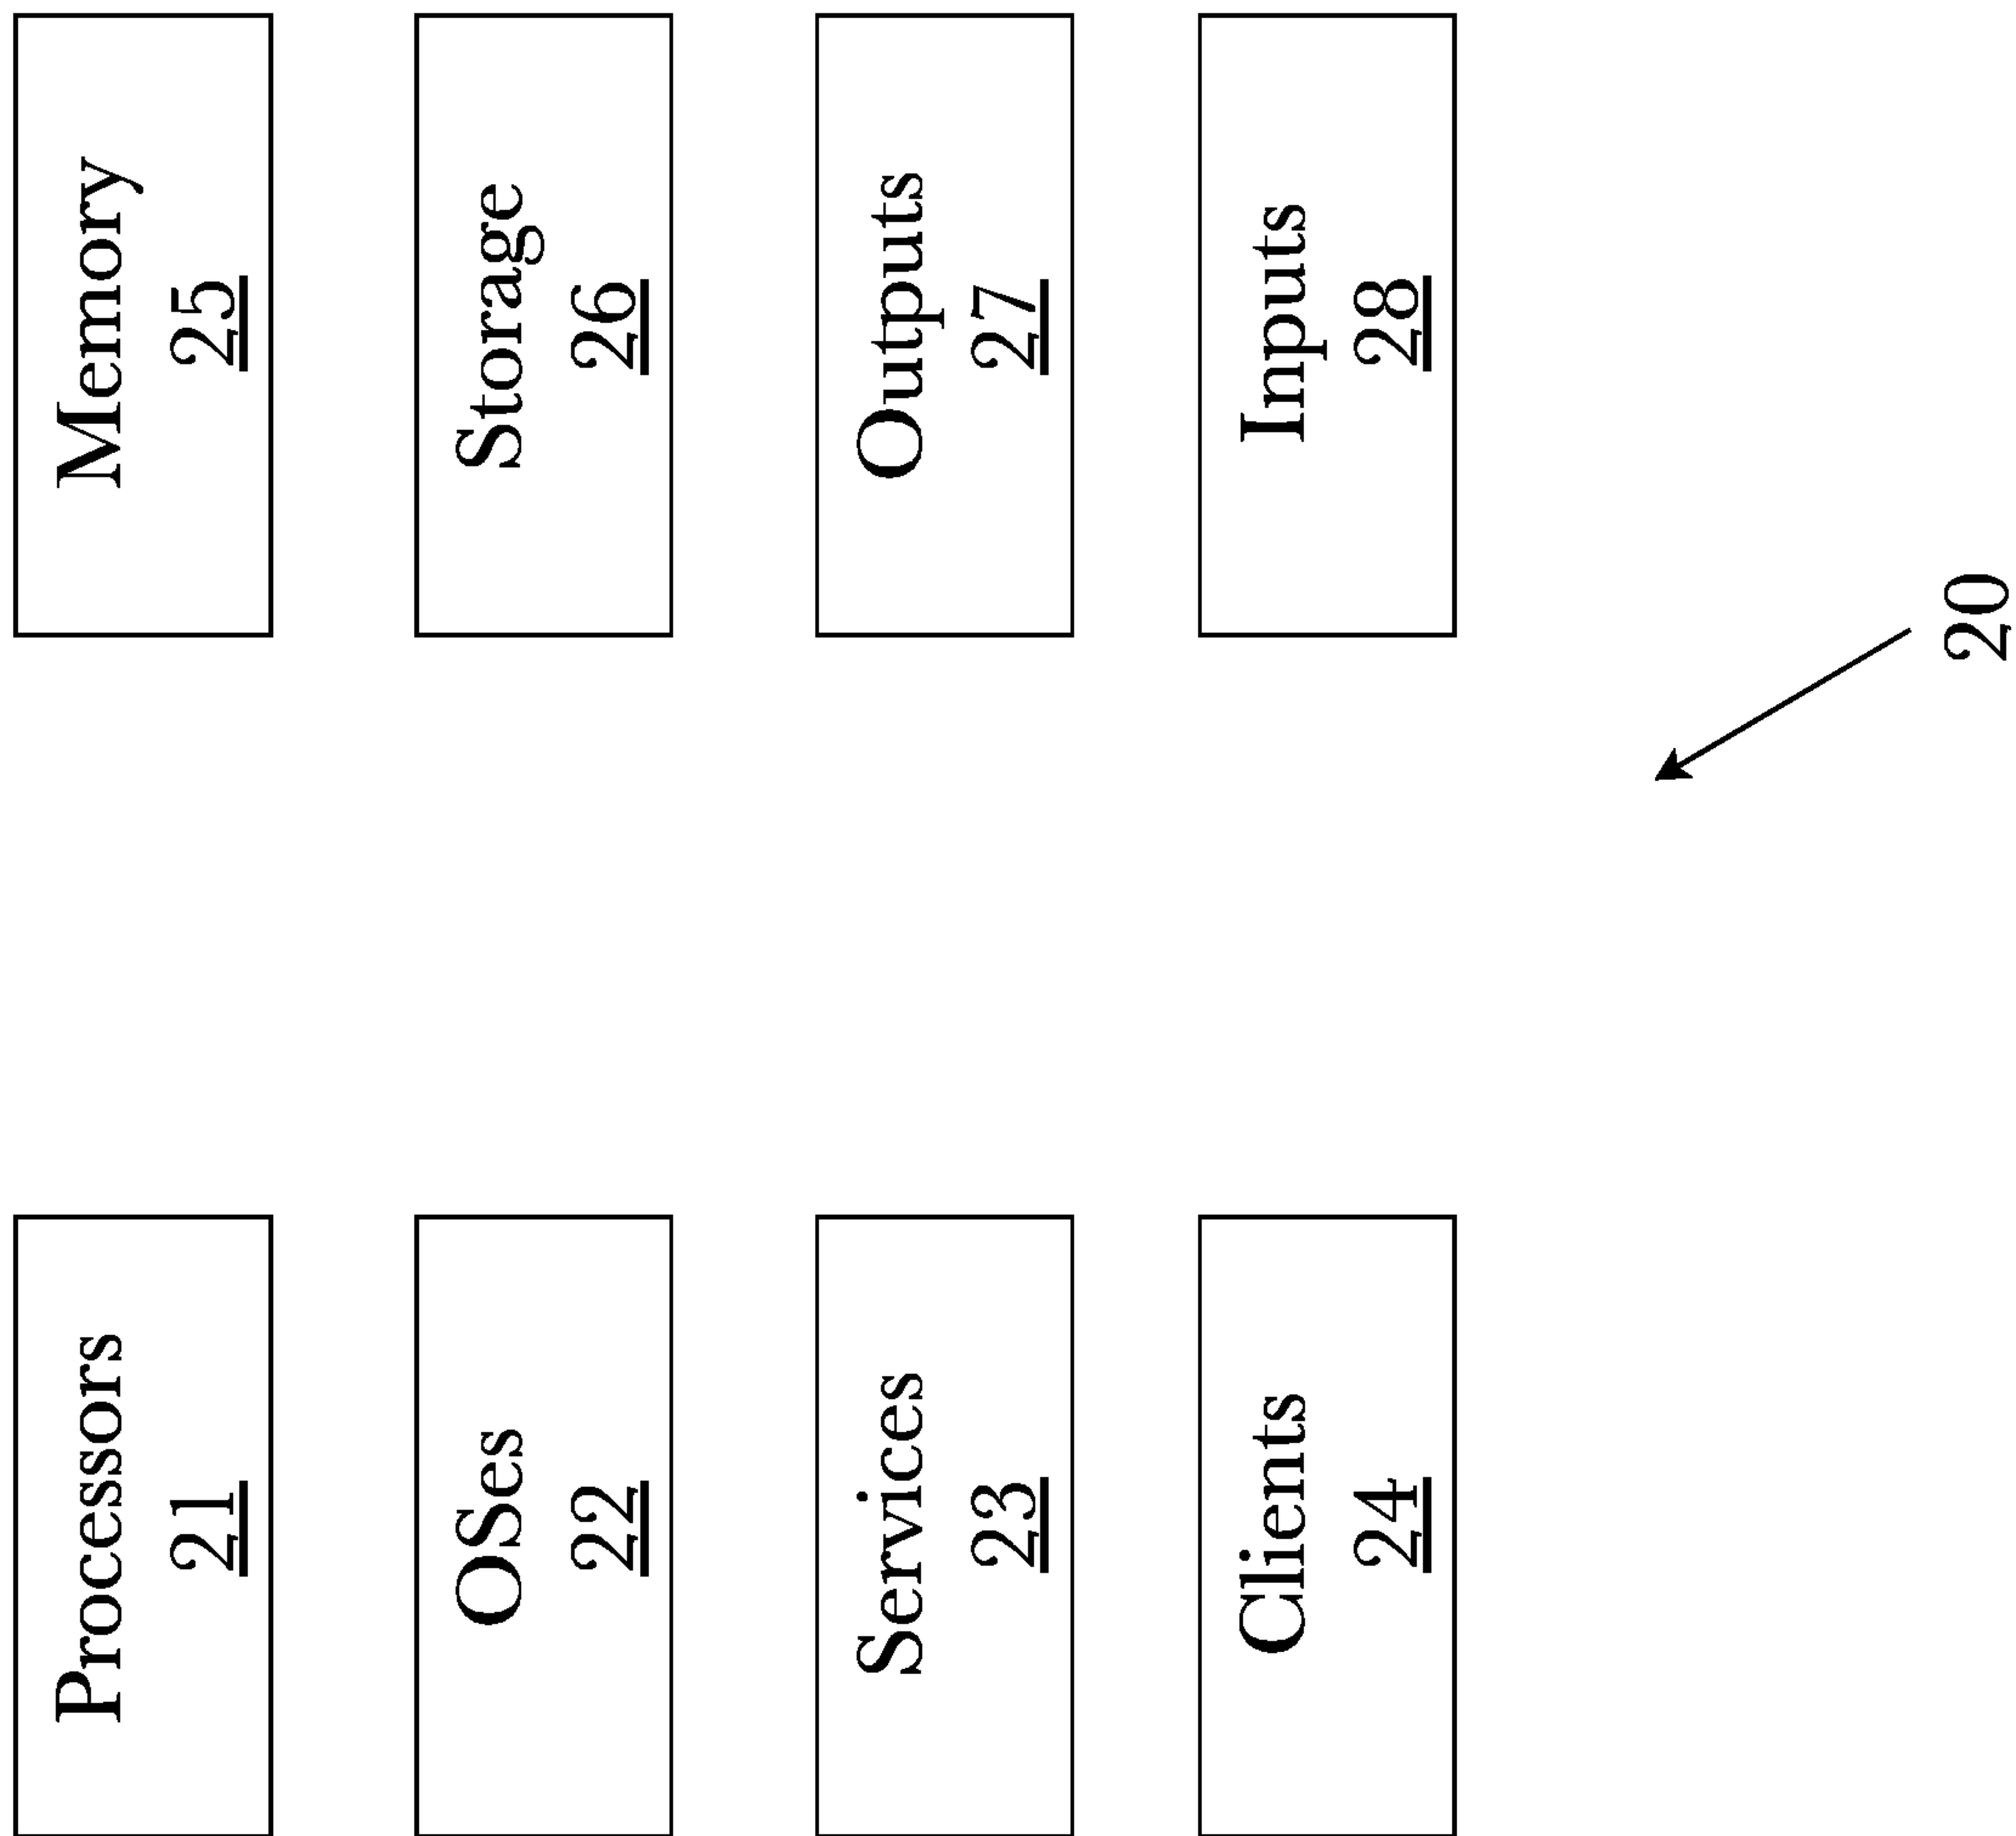 Processors
21
Memory
25
OSes
22
Storage
26
Services
23
Outputs
27
Clients
24
Inputs
28
20